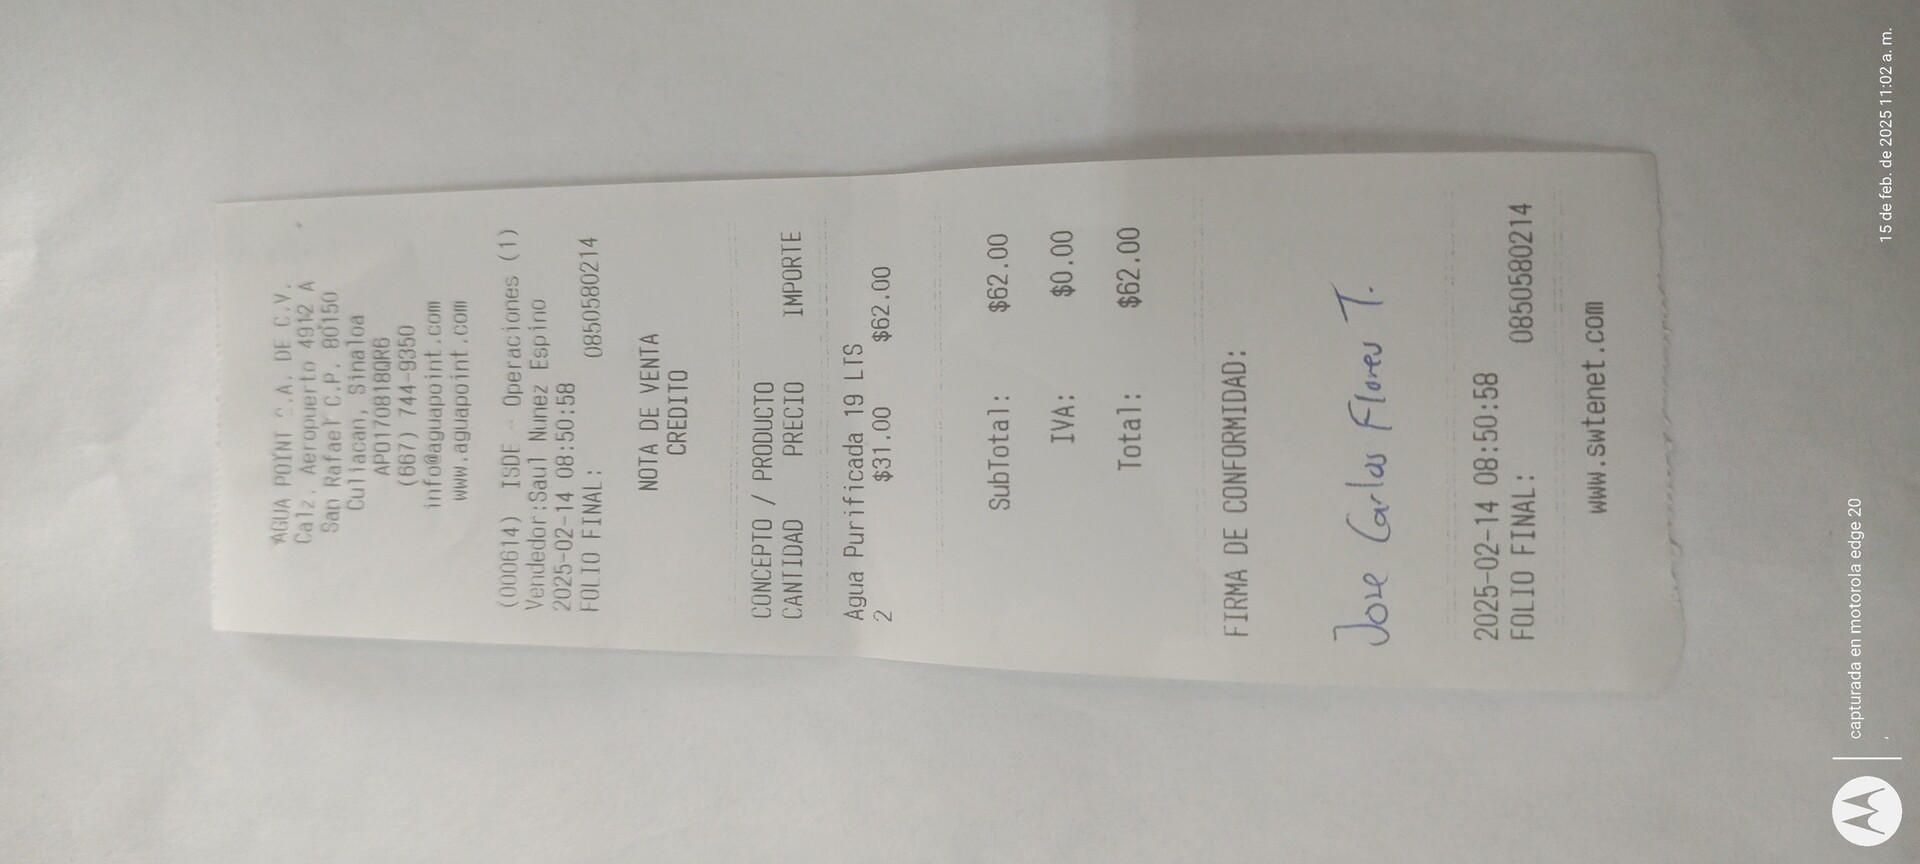 AGUA POINT S.A. DE C.V.
Calz. Aeropuerto 4912 A
San Rafael C.P. 80150
Culiacan, Sinaloa
APO170818QR6
(667) 744-9350
info@aguapoint.com
www.aguapoint.com
(000614) ISDE - Operaciones (1)
Vendedor:Saul Nunez Espino
2025-02-14 08:50:58
FOLIO FINAL: 0850580214
NOTA DE VENTA
CREDITO
CONCEPTO / PRODUCTO
CANTIDAD PRECIO IMPORTE
Agua Purificada 19 LTS
2 $31.00 $62.00
SubTotal: $62.00
IVA: $0.00
Total: $62.00
FIRMA DE CONFORMIDAD:
Jose Carlos Flores T.
2025-02-14 08:50:58
FOLIO FINAL: 0850580214
www.swtenet.com
capturada en motorola edge 20
,
15 de feb. de 2025 11:02 a. m.